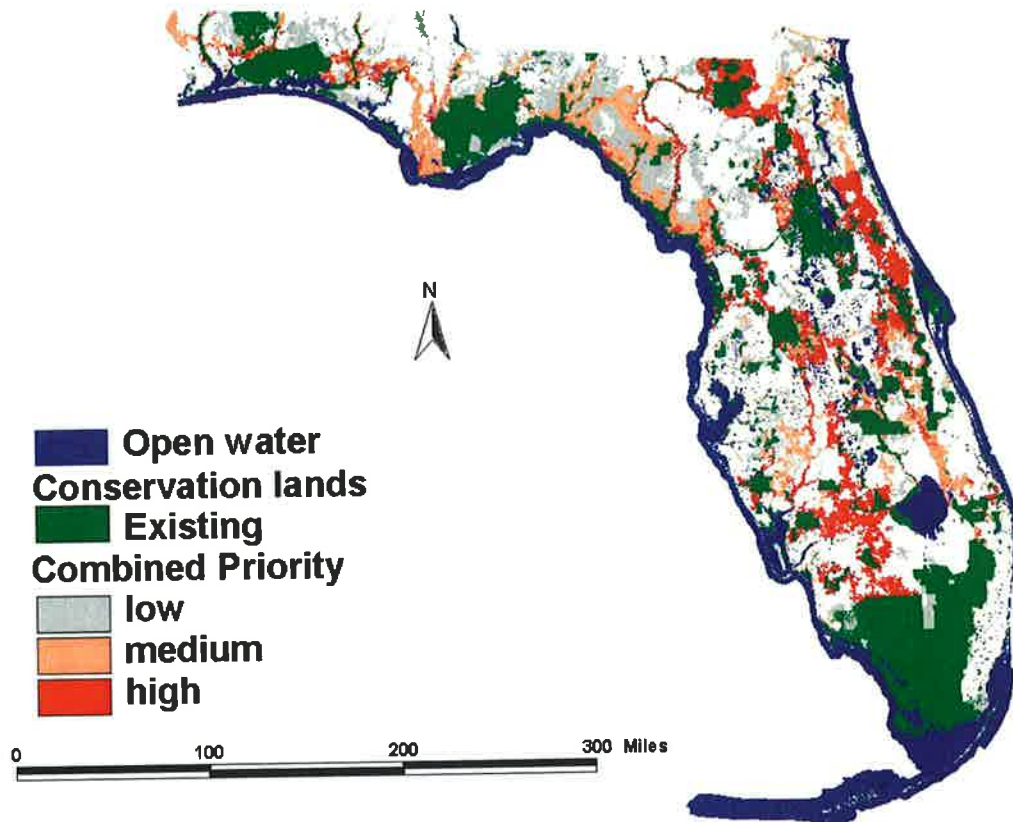 N
Open water
Conservation lands
Existing
Combined Priority
low
medium
high
0 100 200 300 Miles